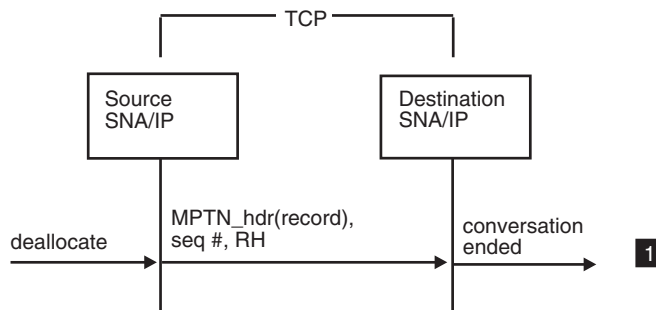 TCP
Source
SNA/IP
Destination
SNA/IP
deallocate
MPTN_hdr(record),
seq #, RH
conversation
ended
1